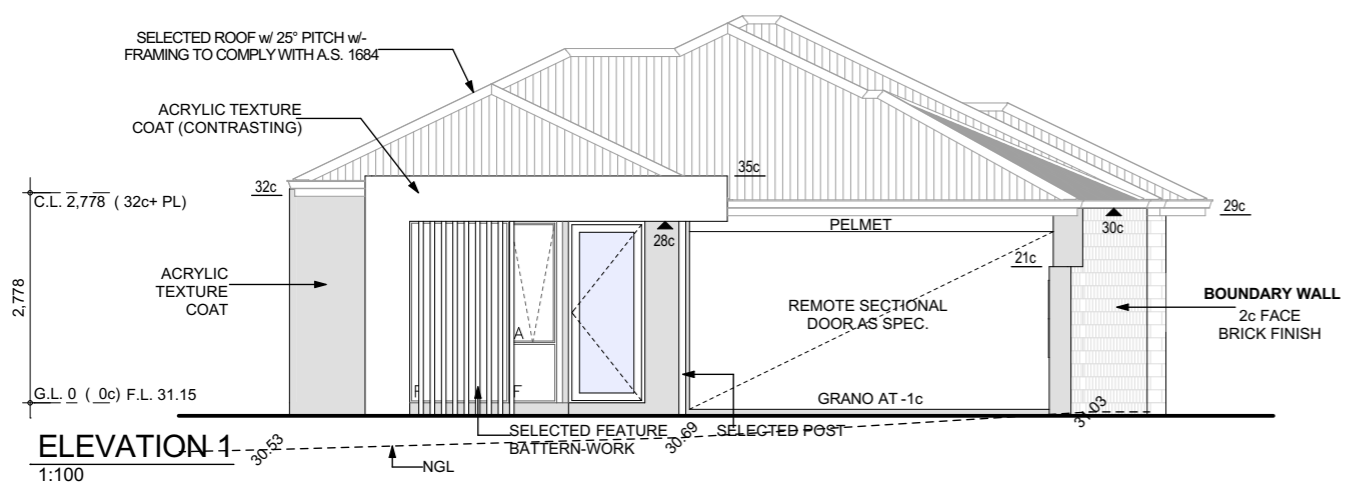 SELECTED ROOF w/ 25° PITCH w/-
FRAMING TO COMPLY WITH A.S. 1684
ACRYLIC TEXTURE
COAT (CONTRASTING)
32c
35c
C.L. 2,778 ( 32c+ PL)
29c
28c
PELMET
30c
21c
ACRYLIC
TEXTURE
COAT
2,778
REMOTE SECTIONAL
DOOR AS SPEC.
BOUNDARY WALL
2c FACE
BRICK FINISH
A
F
F
G.L. 0 ( 0c) F.L. 31.15
GRANO AT -1c
ELEVATION 1
1:100
30.53
SELECTED FEATURE
BATTERN-WORK
30.69
SELECTED POST
31.03
NGL